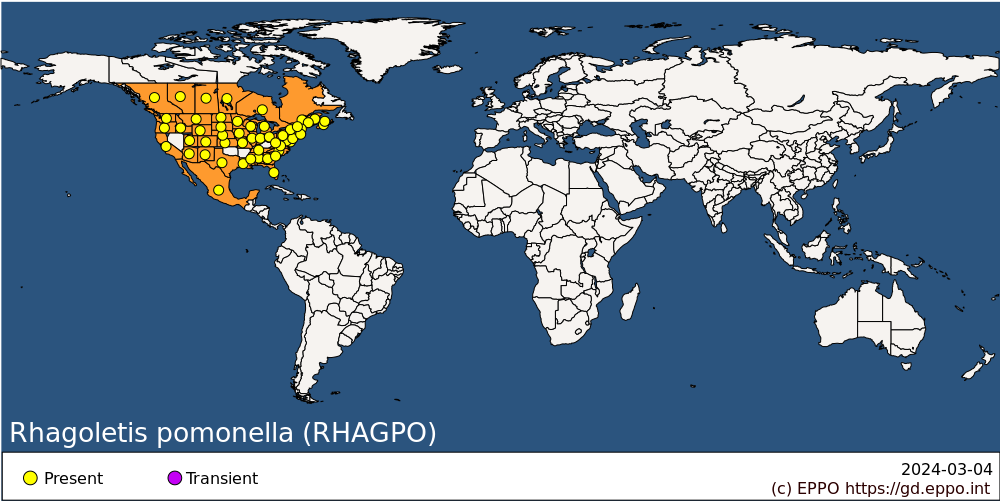 Rhagoletis pomonella (RHAGPO)
Present
Transient
2024-03-04
(c) EPPO https://gd.eppo.int